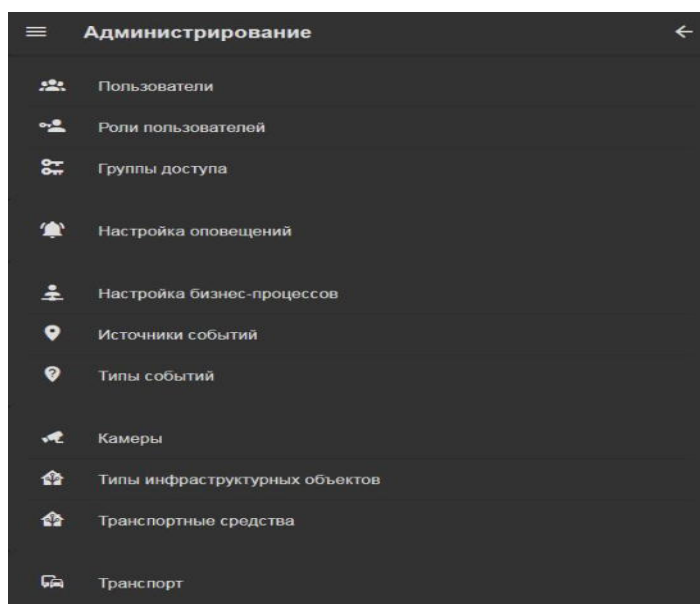 Администрирование
Пользователи
Роли пользователей
Группы доступа
Настройка оповещений
Настройка бизнес-процессов
Источники событий
Типы событий
Камеры
Типы инфраструктурных объектов
Транспортные средства
Транспорт